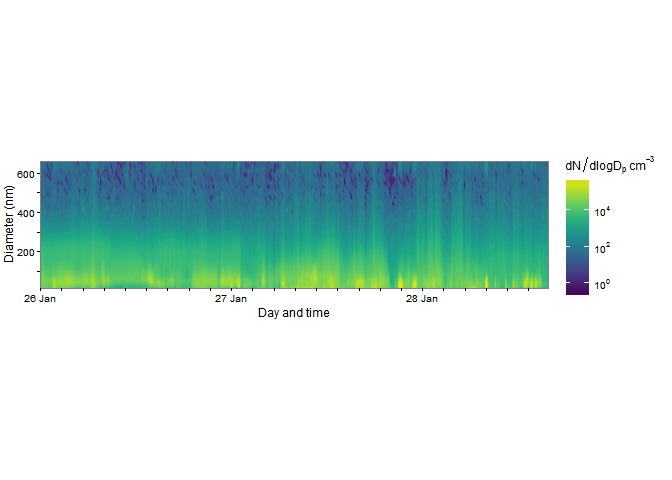 dN/dlogDp cm−3
600
400
200
Diameter (nm)
10^4
10^2
10^0
26 Jan
27 Jan
28 Jan
Day and time